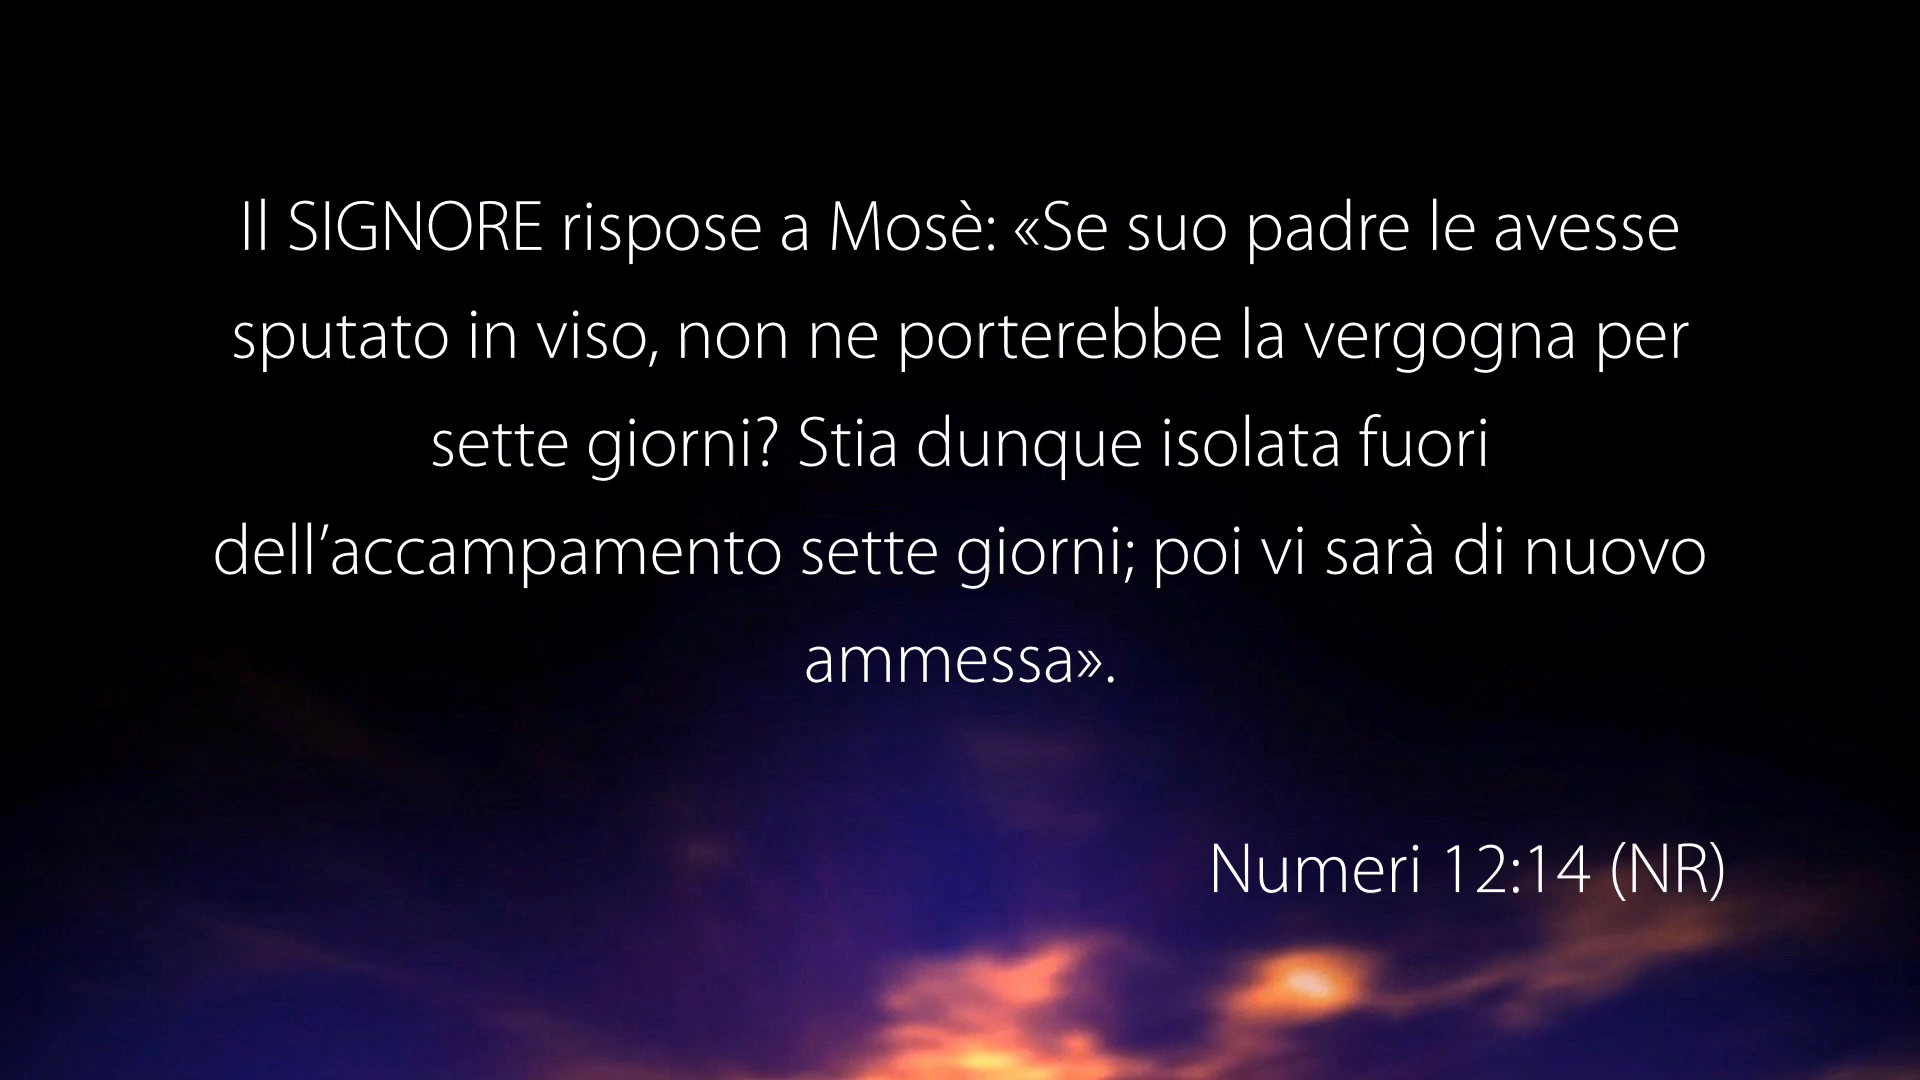 Il SIGNORE rispose a Mosè: «Se suo padre le avesse
sputato in viso, non ne porterebbe la vergogna per
sette giorni? Stia dunque isolata fuori
dell’accampamento sette giorni; poi vi sarà di nuovo
ammessa».
Numeri 12:14 (NR)